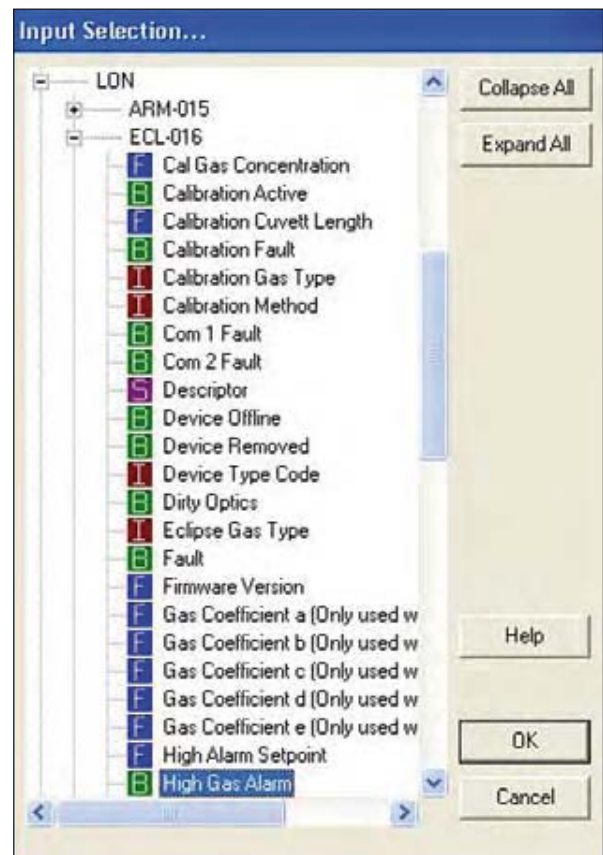 Input Selection...
LON
ARM-015
ECL-016
F Cal Gas Concentration
B Calibration Active
F Calibration Cuvett Length
B Calibration Fault
I Calibration Gas Type
I Calibration Method
B Com 1 Fault
B Com 2 Fault
S Descriptor
B Device Offline
B Device Removed
I Device Type Code
B Dirty Optics
I Eclipse Gas Type
B Fault
F Firmware Version
F Gas Coefficient a (Only used w
F Gas Coefficient b (Only used w
F Gas Coefficient c (Only used w
F Gas Coefficient d (Only used w
F Gas Coefficient e (Only used w
F High Alarm Setpoint
B High Gas Alarm
Collapse All
Expand All
Help
OK
Cancel